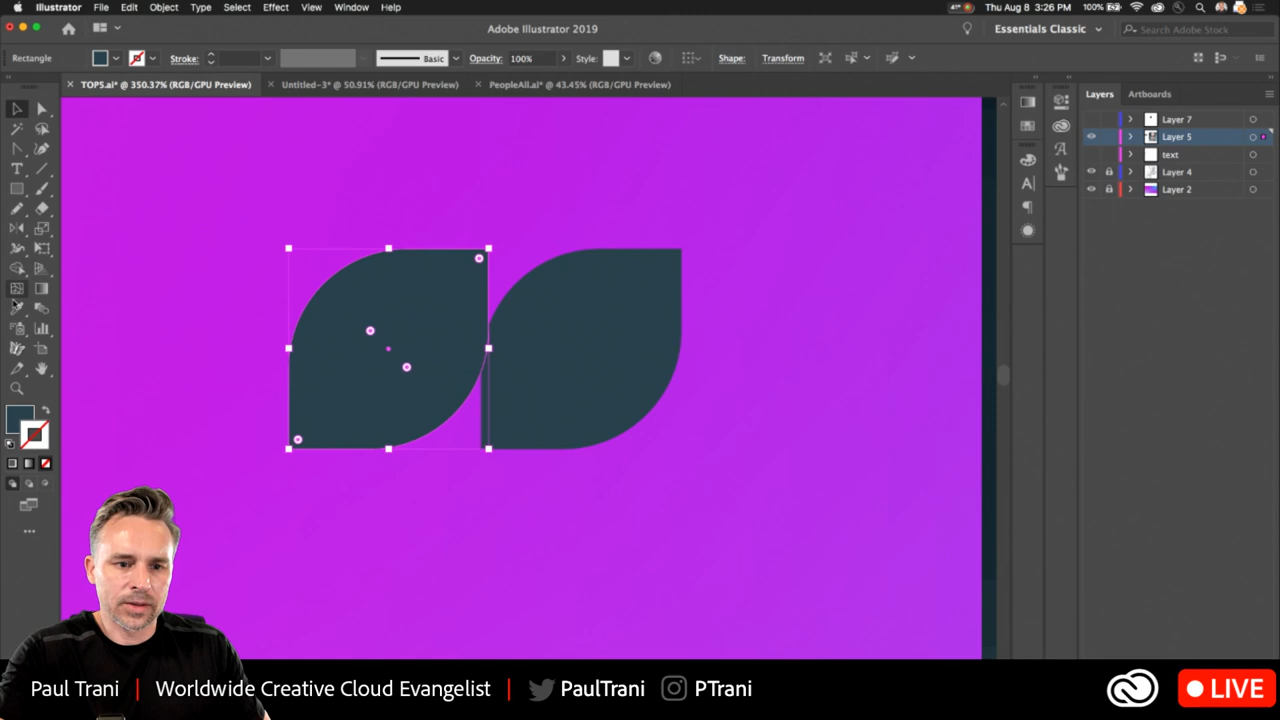 Illustrator File Edit Object Type Select Effect View Window Help Thu Aug 8 3:26 PM 100%
Adobe Illustrator 2019 Essentials Classic Search Adobe Stock
Rectangle Stroke: Basic Opacity: 100% Style: Shape: Transform
× TOPS.ai* @ 350.37% (RGB/GPU Preview) × Untitled-3* @ 50.91% (RGB/GPU Preview) × PeopleAll.ai* @ 43.45% (RGB/GPU Preview)
Layers Artboards
Layer 7
Layer 5
text
Layer 4
Layer 2
Paul Trani | Worldwide Creative Cloud Evangelist | PaulTrani PTrani LIVE